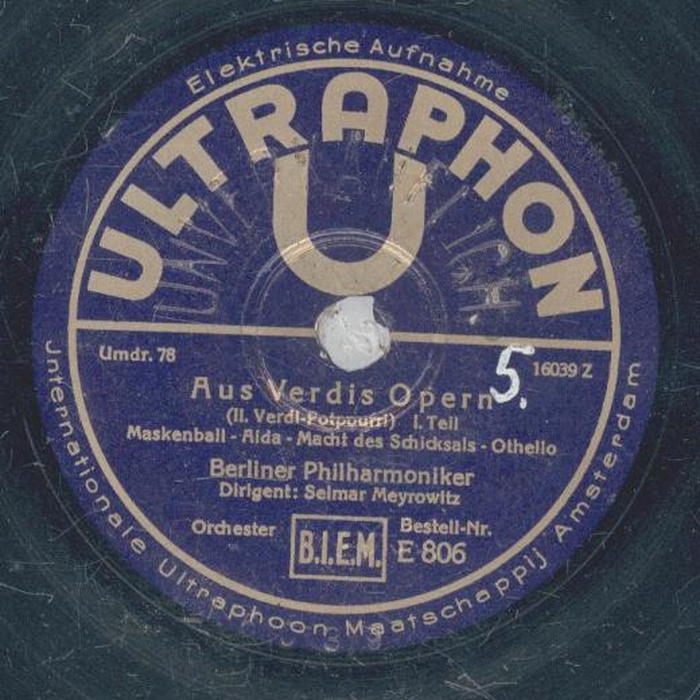 Elektrische Aufnahme
ULTRAPHON
U
UNVERKÄUFLICH
Umdr. 78
5.
16039 Z
Aus Verdis Opern
(II. Verdi-Potpourri) I. Teil
Maskenball - Aida - Macht des Schicksals - Othello
Berliner Philharmoniker
Dirigent: Selmar Meyrowitz
Orchester
B.I.E.M.
Bestell-Nr.
E 806
Internationale Ultraphoon Maatschappij Amsterdam